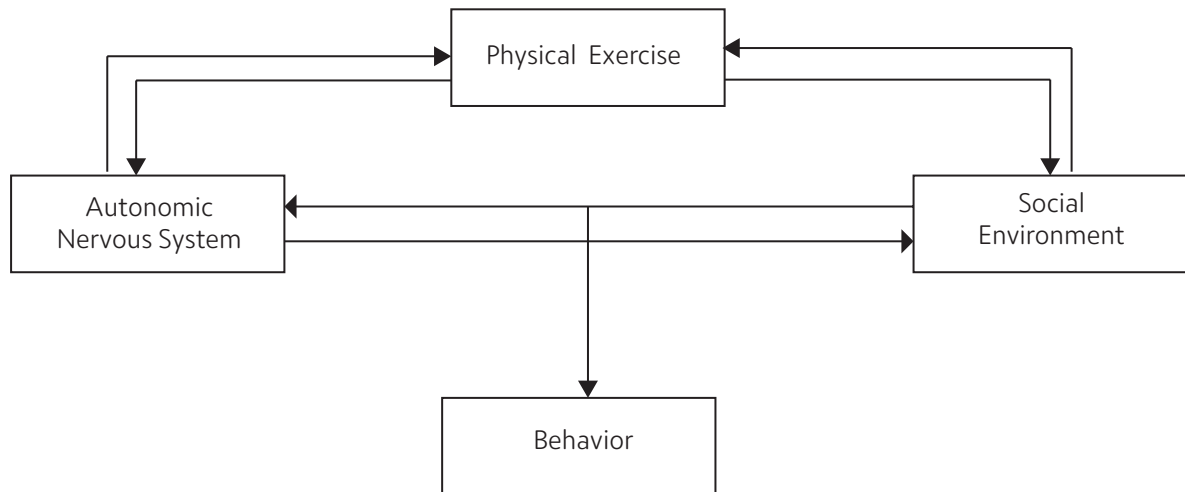 Physical Exercise
Autonomic
Nervous System
Social
Environment
Behavior